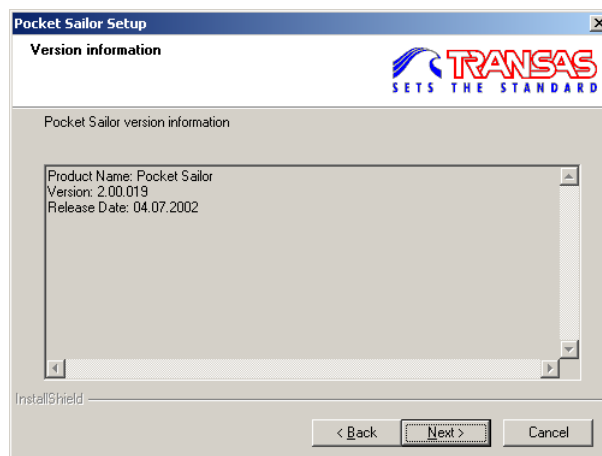 Pocket Sailor Setup
Version information
TRANSAS
SETS THE STANDARD
Pocket Sailor version information
Product Name: Pocket Sailor
Version: 2.00.019
Release Date: 04.07.2002
InstallShield
< Back
Next >
Cancel